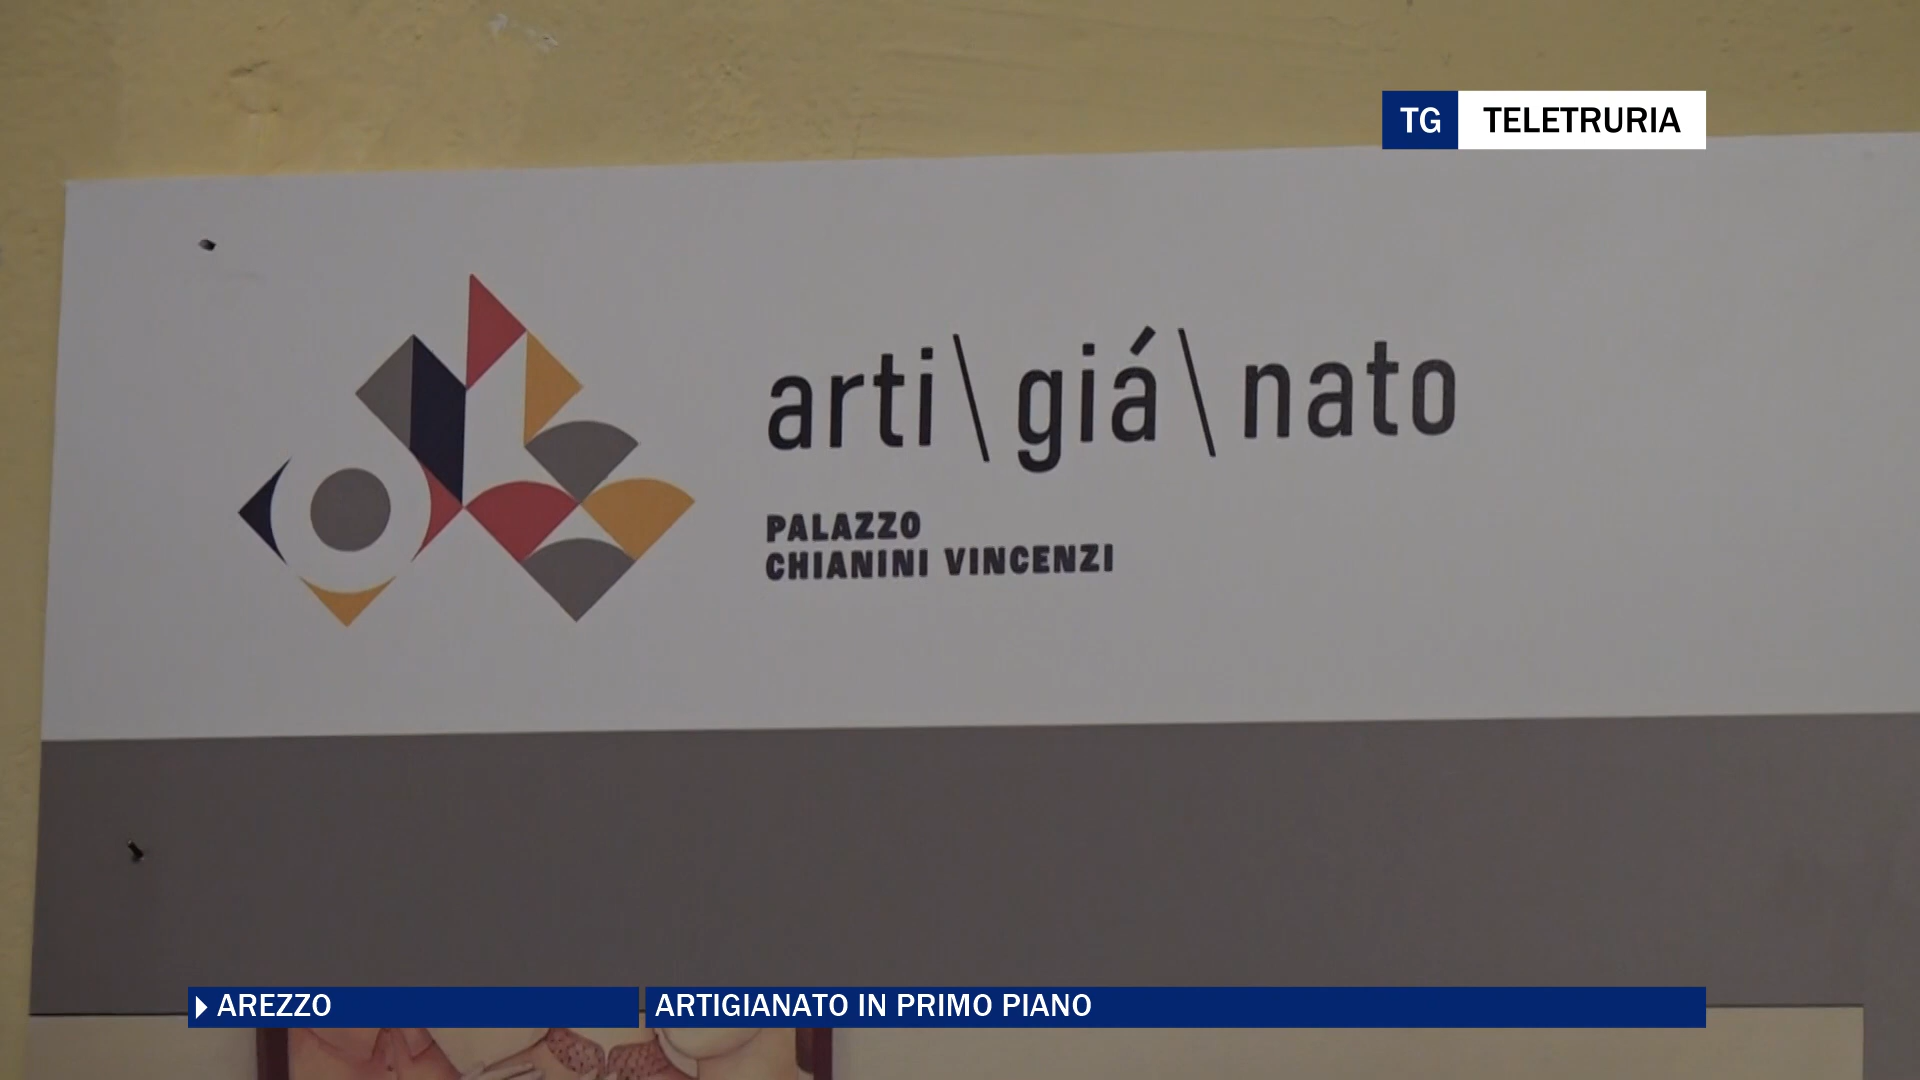 TG TELETRURIA
arti\giá\nato
PALAZZO
CHIANINI VINCENZI
AREZZO
ARTIGIANATO IN PRIMO PIANO